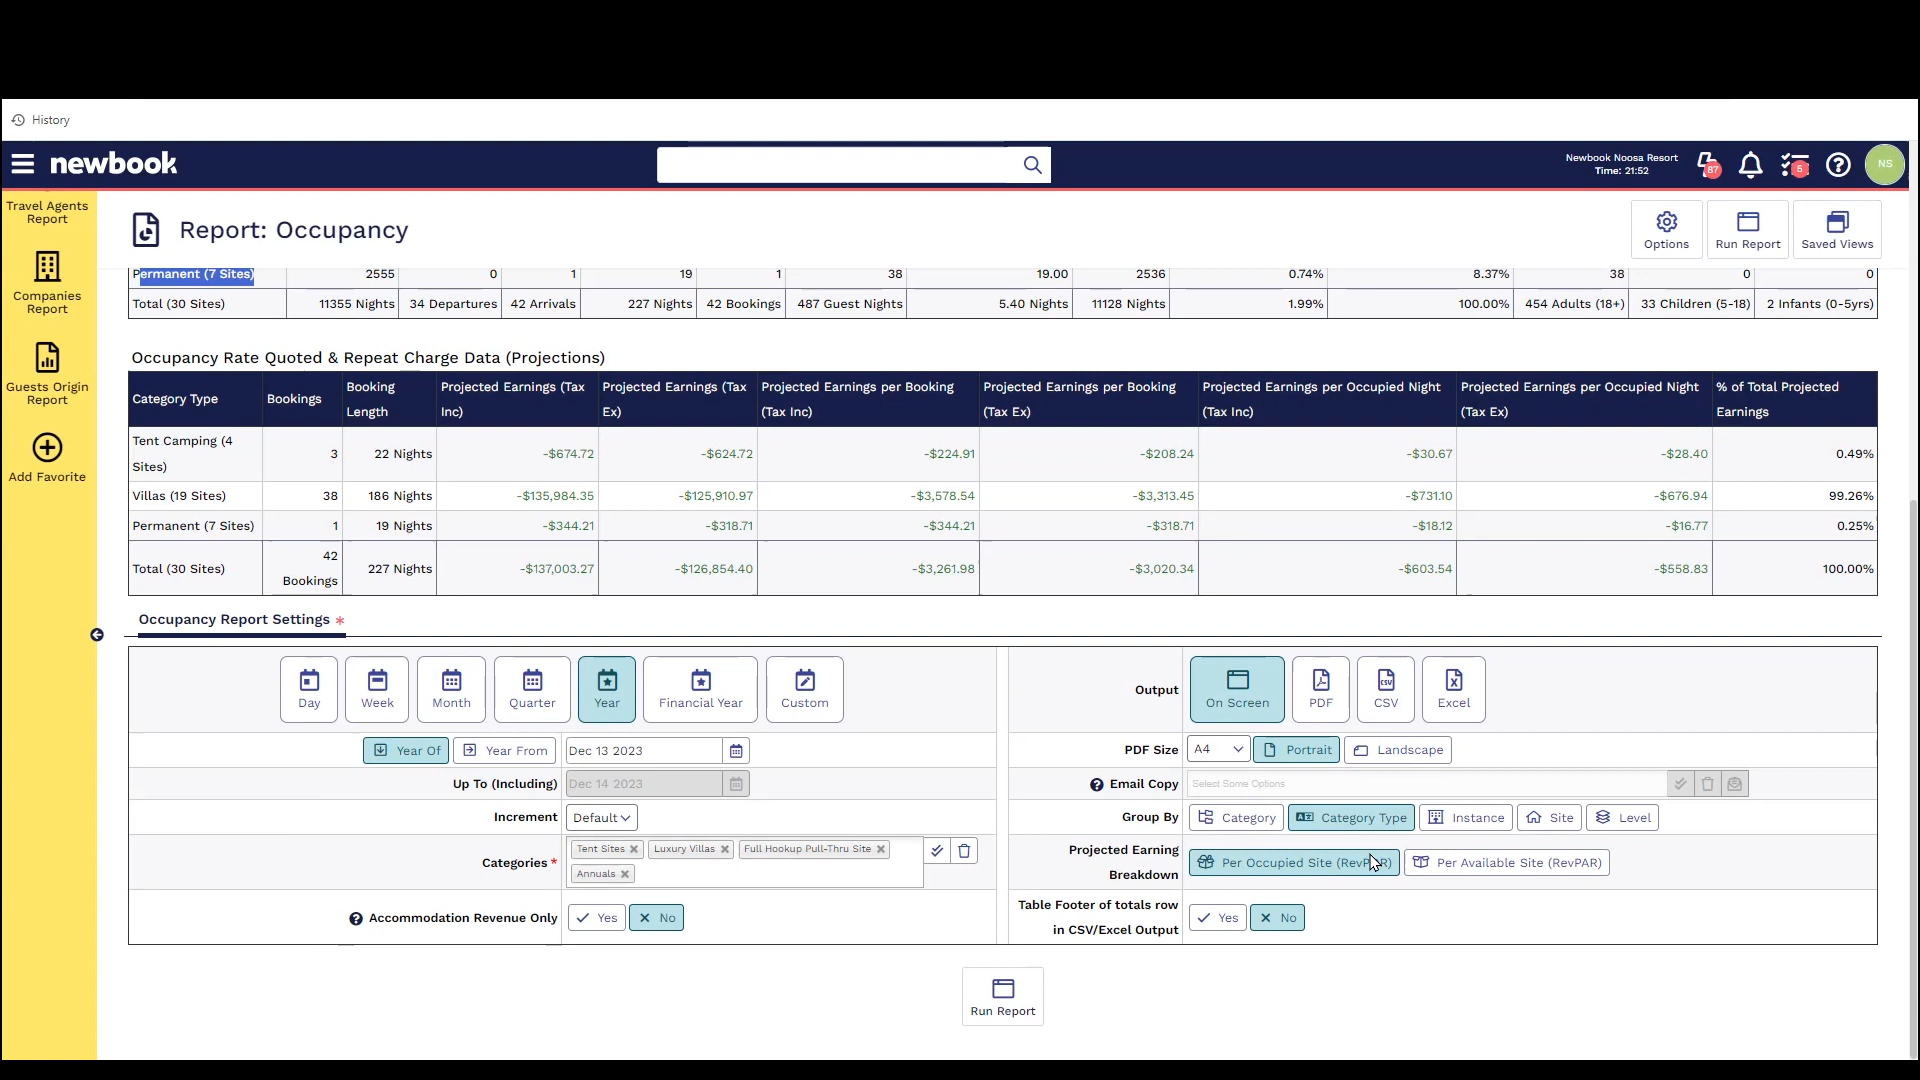 History
newbook
Newbook Noosa Resort
Time: 21:52
87
5
NS
Travel Agents
Report
Companies
Report
Guests Origin
Report
Add Favorite
Report: Occupancy
Options
Run Report
Saved Views
Permanent (7 Sites) 2555 0 1 19 1 38 19.00 2536 0.74% 8.37% 38 0 0
Total (30 Sites) 11355 Nights 34 Departures 42 Arrivals 227 Nights 42 Bookings 487 Guest Nights 5.40 Nights 11128 Nights 1.99% 100.00% 454 Adults (18+) 33 Children (5-18) 2 Infants (0-5yrs)
Occupancy Rate Quoted & Repeat Charge Data (Projections)
Category Type
Bookings
Booking
Length
Projected Earnings (Tax
Inc)
Projected Earnings (Tax
Ex)
Projected Earnings per Booking
(Tax Inc)
Projected Earnings per Booking
(Tax Ex)
Projected Earnings per Occupied Night
(Tax Inc)
Projected Earnings per Occupied Night
(Tax Ex)
% of Total Projected
Earnings
Tent Camping (4
Sites)
3 22 Nights -$674.72 -$624.72 -$224.91 -$208.24 -$30.67 -$28.40 0.49%
Villas (19 Sites) 38 186 Nights -$135,984.35 -$125,910.97 -$3,578.54 -$3,313.45 -$731.10 -$676.94 99.26%
Permanent (7 Sites) 1 19 Nights -$344.21 -$318.71 -$344.21 -$318.71 -$18.12 -$16.77 0.25%
Total (30 Sites)
42
Bookings
227 Nights -$137,003.27 -$126,854.40 -$3,261.98 -$3,020.34 -$603.54 -$558.83 100.00%
Occupancy Report Settings *
Day Week Month Quarter Year Financial Year Custom
Year Of Year From Dec 13 2023
Up To (Including) Dec 14 2023
Increment Default
Categories *
Tent Sites Luxury Villas Full Hookup Pull-Thru Site
Annuals
Accommodation Revenue Only Yes No
Output On Screen PDF CSV Excel
PDF Size A4 Portrait Landscape
Email Copy Select Some Options
Group By Category Category Type Instance Site Level
Projected Earning
Breakdown
Per Occupied Site (RevPAR) Per Available Site (RevPAR)
Table Footer of totals row
in CSV/Excel Output
Yes No
Run Report